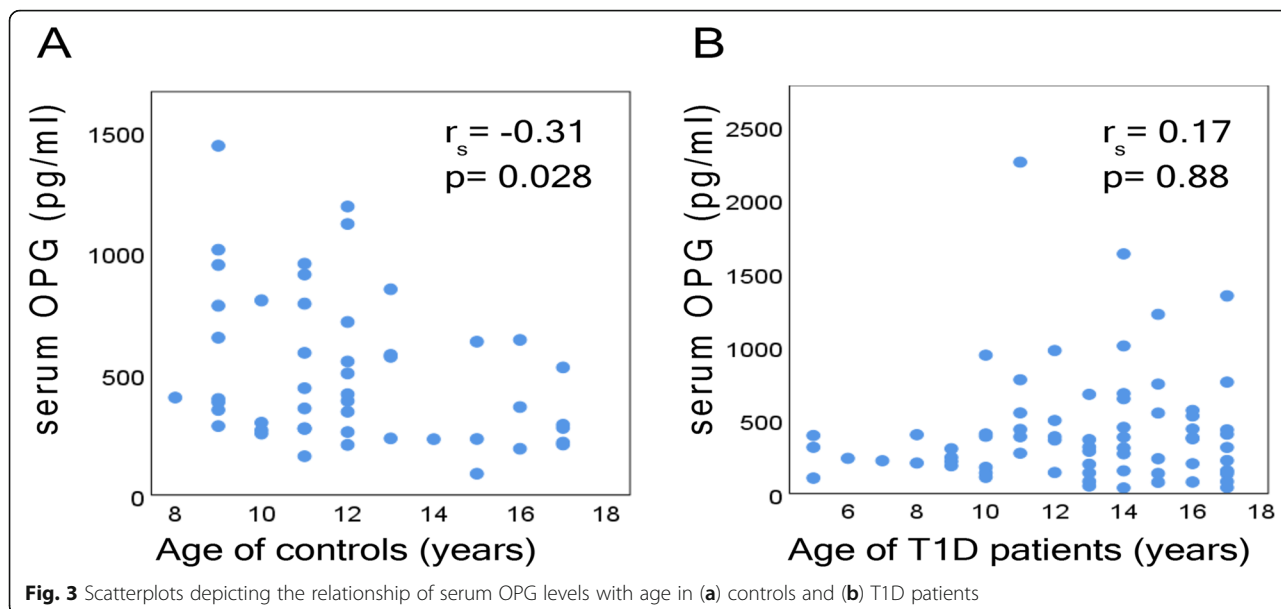 A
B
serum OPG (pg/ml)
1500
1000
500
0
r_s = -0.31
p= 0.028
8 10 12 14 16 18
Age of controls (years)
serum OPG (pg/ml)
2500
2000
1500
1000
500
0
r_s = 0.17
p= 0.88
6 8 10 12 14 16 18
Age of T1D patients (years)
Fig. 3 Scatterplots depicting the relationship of serum OPG levels with age in (a) controls and (b) T1D patients